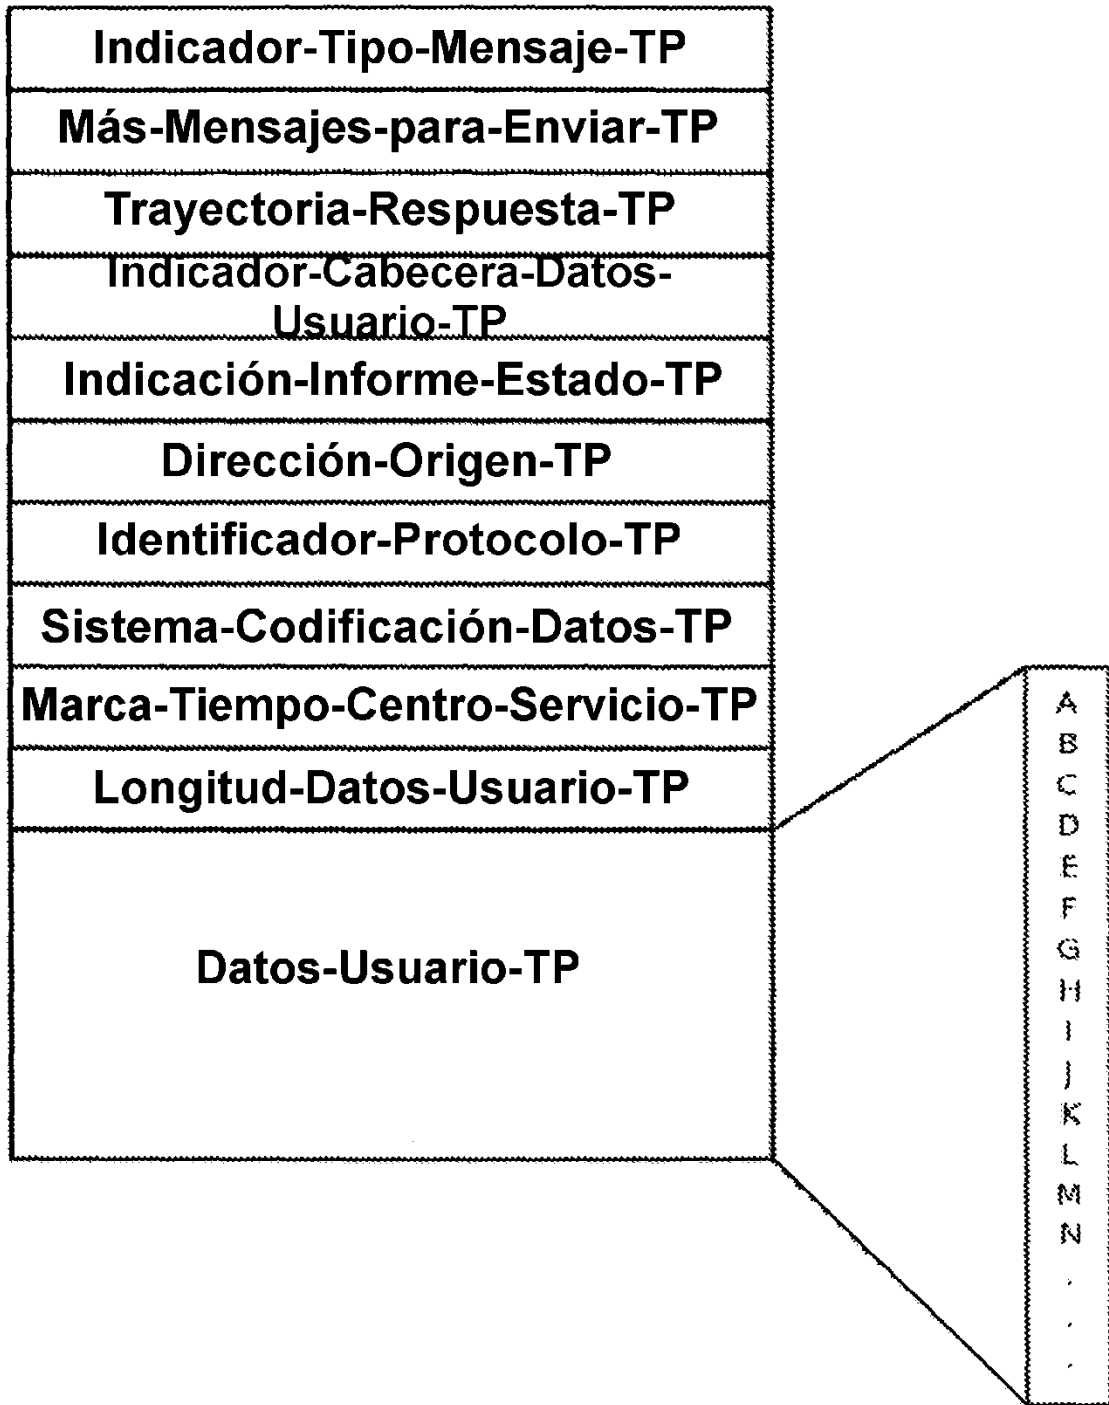 Indicador-Tipo-Mensaje-TP
Más-Mensajes-para-Enviar-TP
Trayectoria-Respuesta-TP
Indicador-Cabecera-Datos-
Usuario-TP
Indicación-Informe-Estado-TP
Dirección-Origen-TP
Identificador-Protocolo-TP
Sistema-Codificación-Datos-TP
Marca-Tiempo-Centro-Servicio-TP
Longitud-Datos-Usuario-TP
Datos-Usuario-TP
A
B
C
D
E
F
G
H
I
J
K
L
M
N
.
.
.